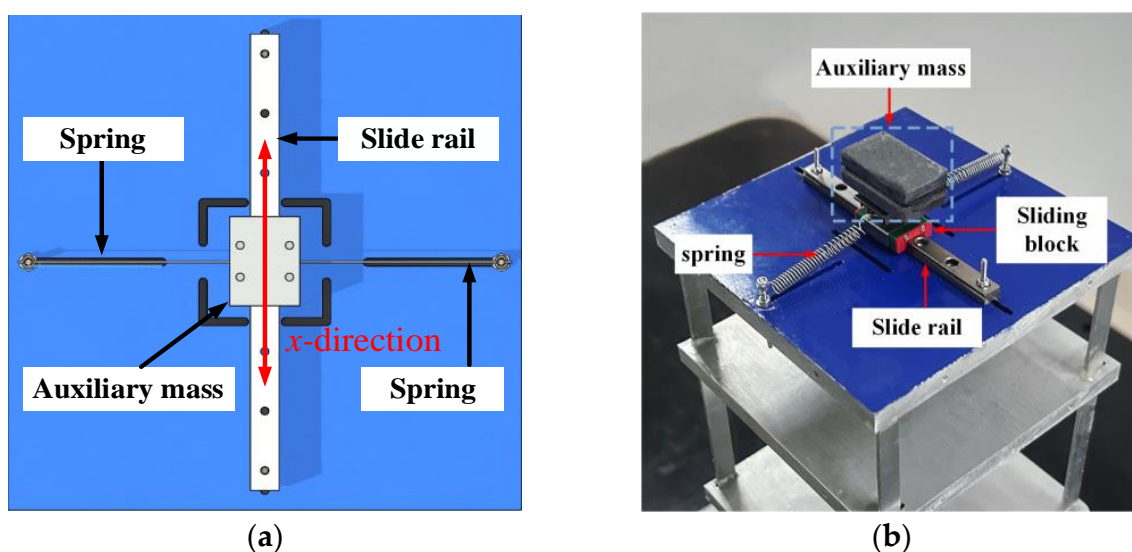 Spring
Slide rail
x-direction
Auxiliary mass
Spring
(a)
Auxiliary mass
spring
Sliding
block
Slide rail
(b)